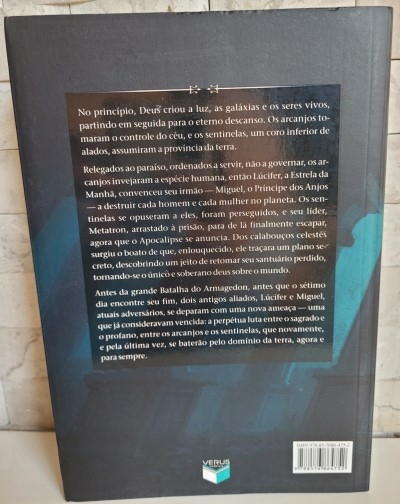 No princípio, Deus criou a luz, as galáxias e os seres vivos,
partindo em seguida para o eterno descanso. Os arcanjos to-
maram o controle do céu, e os sentinelas, um coro inferior de
alados, assumiram a província da terra.
Relegados ao paraíso, ordenados a servir, não a governar, os ar-
canjos invejaram a espécie humana, então Lúcifer, a Estrela da
Manhã, convenceu seu irmão — Miguel, o Príncipe dos Anjos
— a destruir cada homem e cada mulher no planeta. Os sen-
tinelas se opuseram a eles, foram perseguidos, e seu líder,
Metatron, arrastado à prisão, para de lá finalmente escapar,
agora que o Apocalipse se anuncia. Dos calabouços celestes
surgiu o boato de que, enlouquecido, ele traçara um plano se-
creto, descobrindo um jeito de retomar seu santuário perdido,
tornando-se o único e soberano deus sobre o mundo.
Antes da grande Batalha do Armagedon, antes que o sétimo
dia encontre seu fim, dois antigos aliados, Lúcifer e Miguel,
atuais adversários, se deparam com uma nova ameaça — uma
que já consideravam vencida: a perpétua luta entre o sagrado e
o profano, entre os arcanjos e os sentinelas, que novamente,
e pela última vez, se baterão pelo domínio da terra, agora e
para sempre.
VERUS